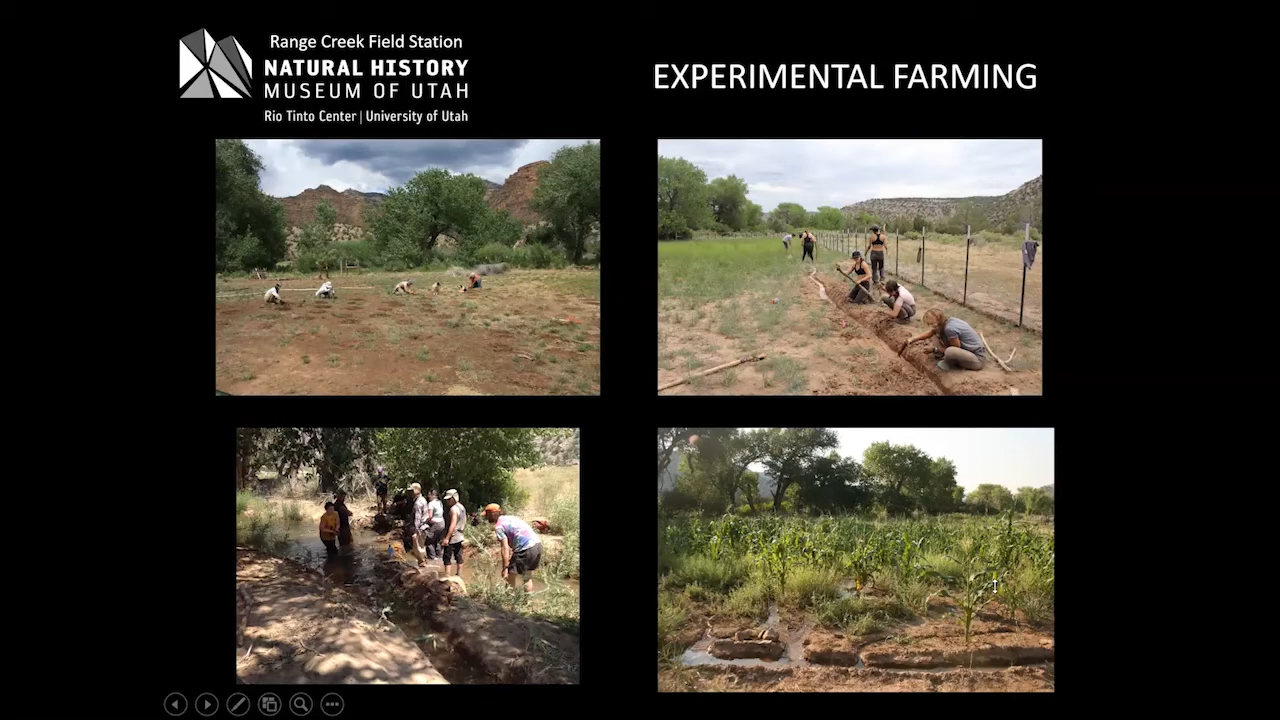 Range Creek Field Station
NATURAL HISTORY
MUSEUM OF UTAH
Rio Tinto Center | University of Utah
EXPERIMENTAL FARMING